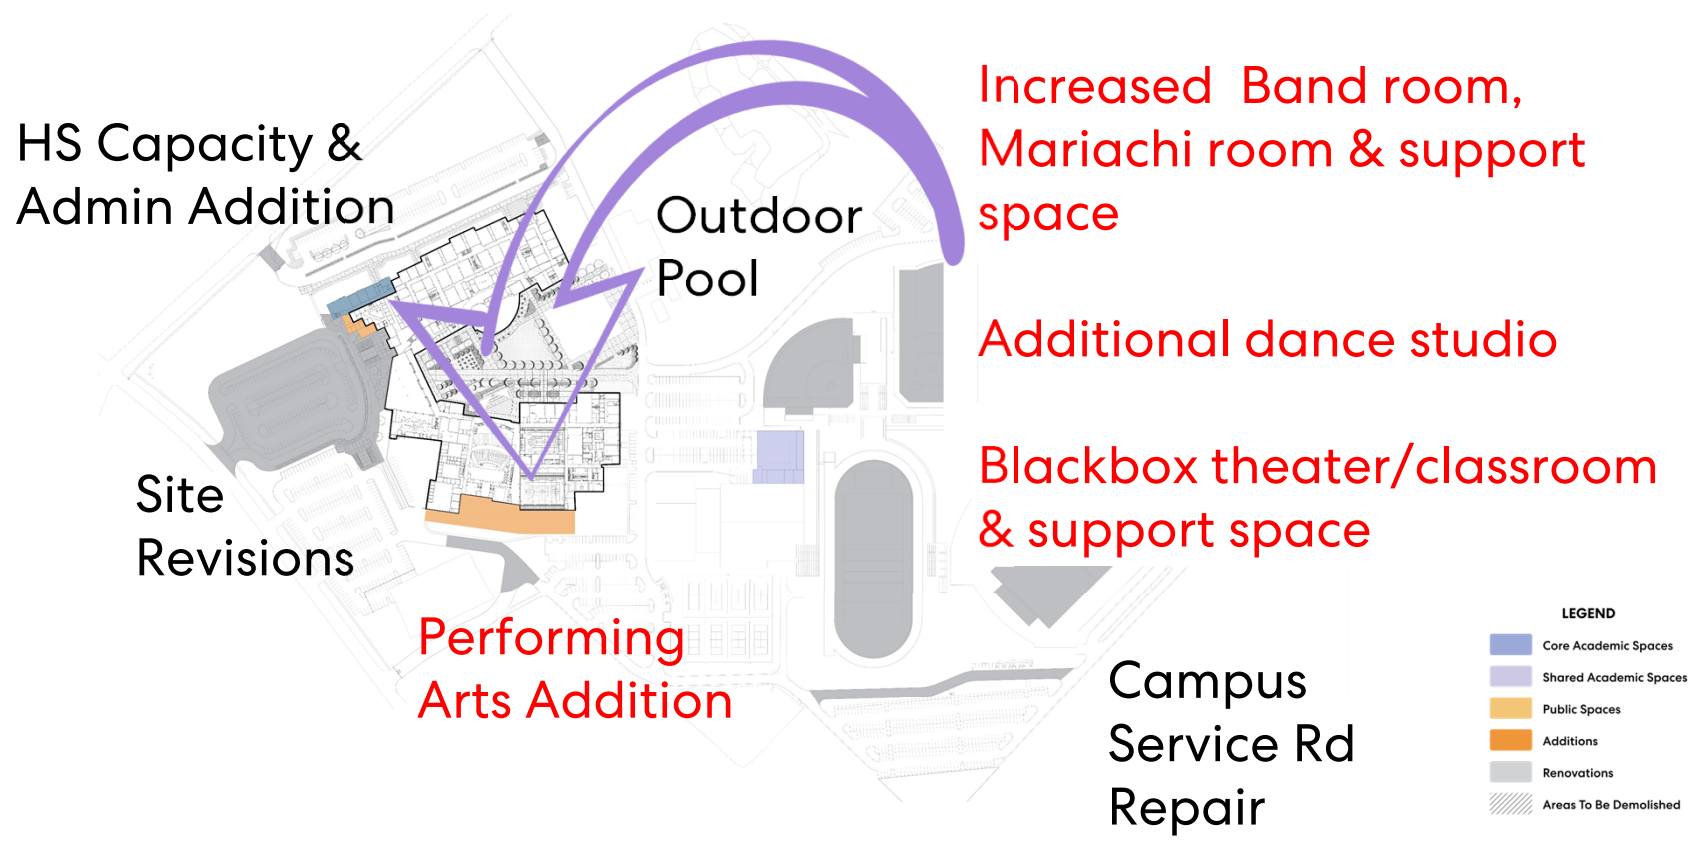 HS Capacity &
Admin Addition
Outdoor
Pool
Increased Band room,
Mariachi room & support
space
Additional dance studio
Blackbox theater/classroom
& support space
Site
Revisions
Performing
Arts Addition
Campus
Service Rd
Repair
LEGEND
Core Academic Spaces
Shared Academic Spaces
Public Spaces
Additions
Renovations
Areas To Be Demolished